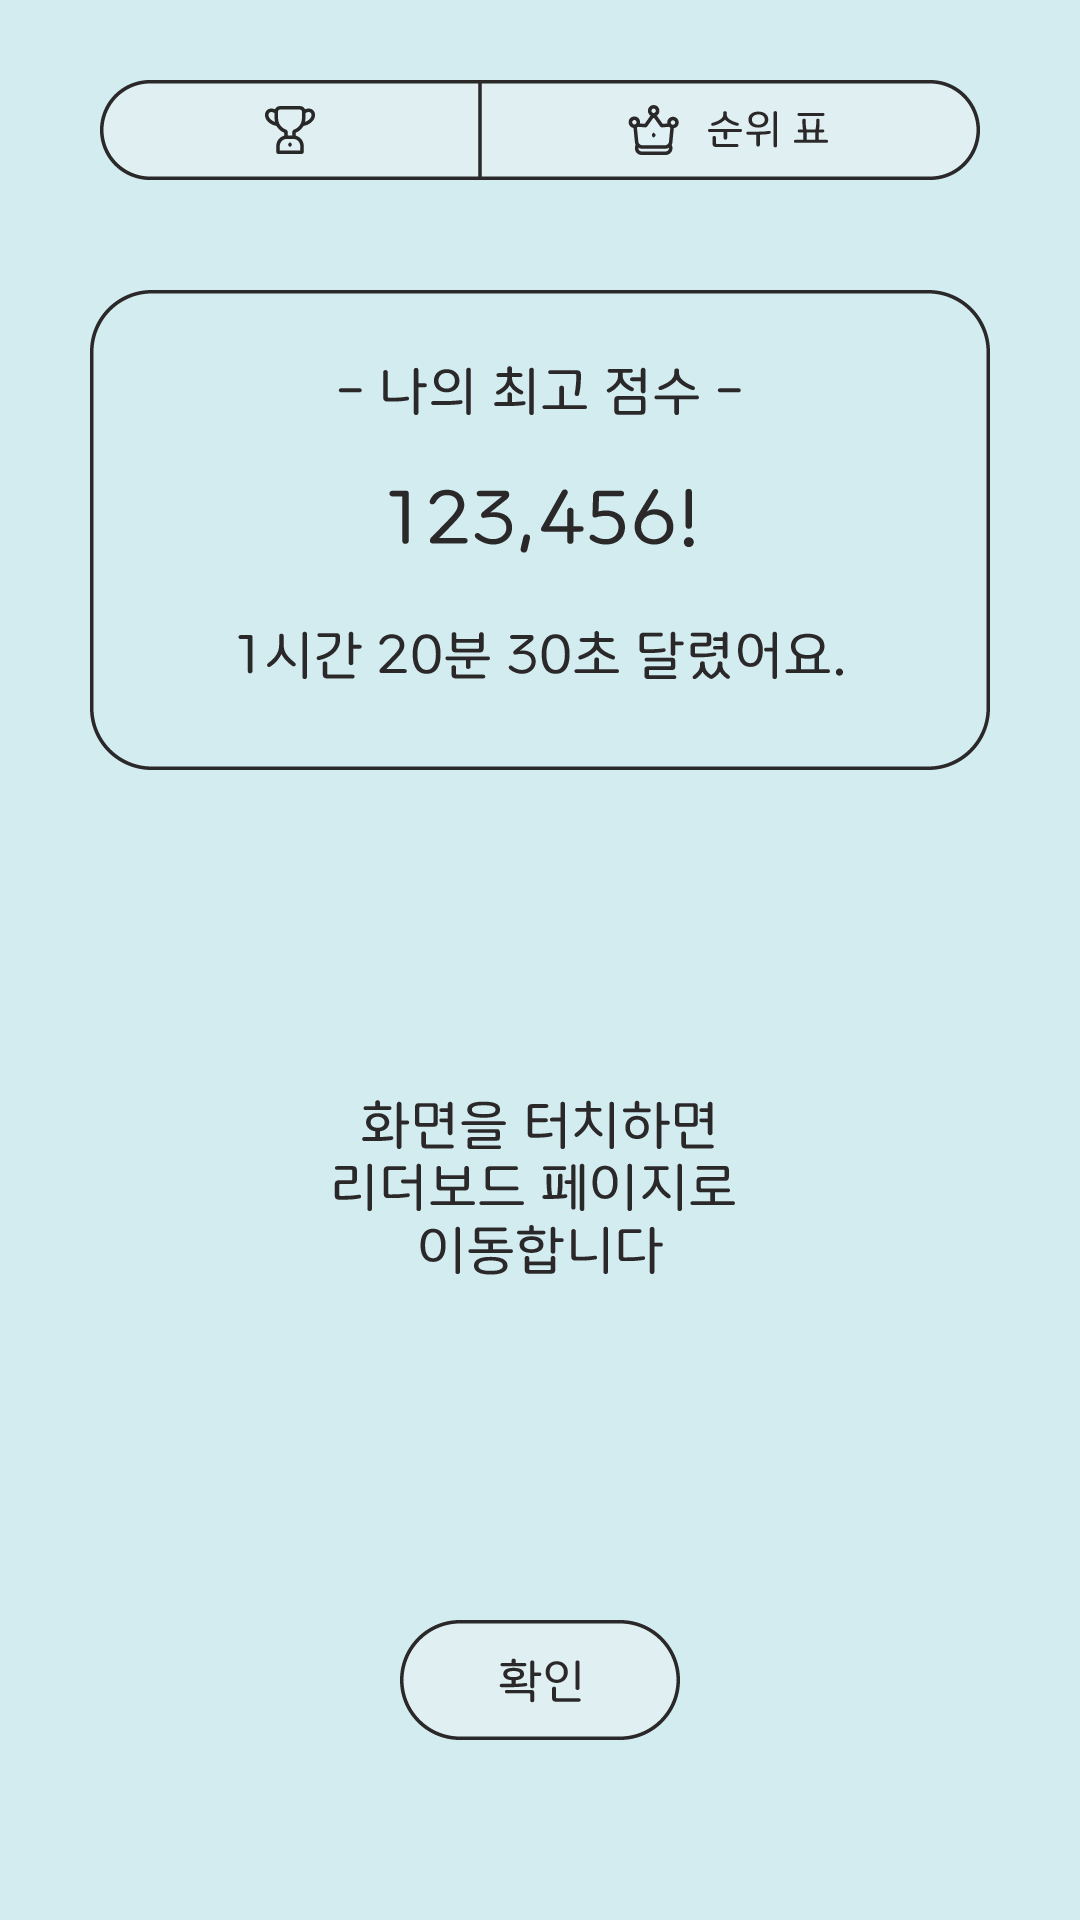 순위 표
– 나의 최고 점수 –
123,456!
1시간 20분 30초 달렸어요.
화면을 터치하면
리더보드 페이지로
이동합니다
확인